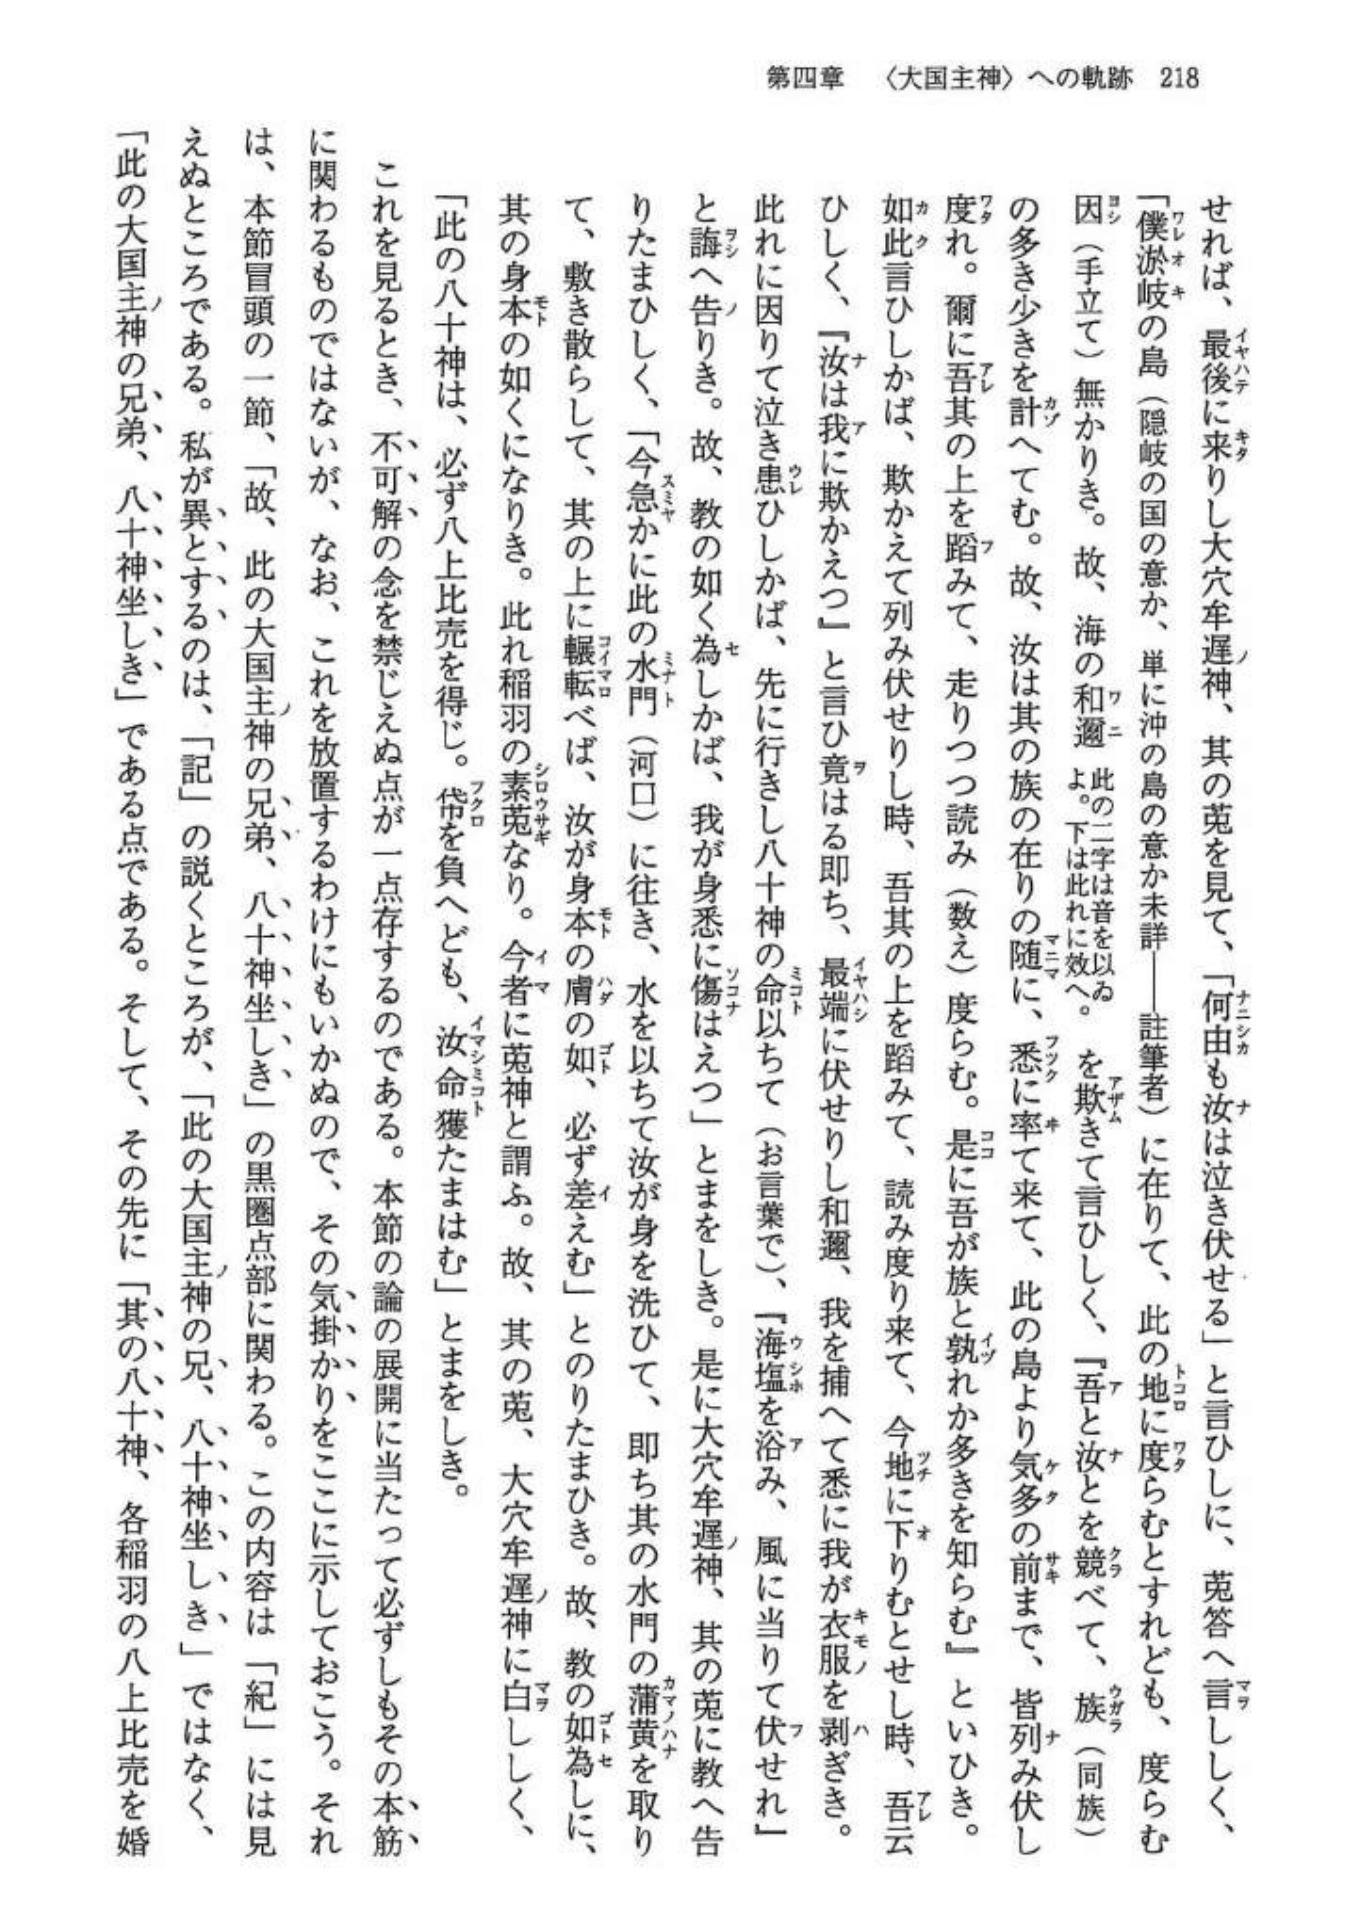 第四章　〈大国主神〉への軌跡　218
せれば、最後に来りし大穴牟遅神、其の菟を見て、「何由も汝は泣き伏せる」と言ひしに、菟答へ言ししく、
「僕淤岐の島（隠岐の国の意か、単に沖の島の意か未詳――註筆者）に在りて、此の地に度らむとすれども、度らむ
因（手立て）無かりき。故、海の和邇此の二字は音を以ゐよ。下は此れに效へ。を欺きて言ひしく、『吾と汝とを競べて、族（同族）
の多き少きを計へてむ。故、汝は其の族の在りの随に、悉に率て来て、此の島より気多の前まで、皆列み伏し
度れ。爾に吾其の上を蹈みて、走りつつ読み（数え）度らむ。是に吾が族と孰れか多きを知らむ』といひき。
如此言ひしかば、欺かえて列み伏せりし時、吾其の上を蹈みて、読み度り来て、今地に下りむとせし時、吾云
ひしく、『汝は我に欺かえつ』と言ひ竟はる即ち、最端に伏せりし和邇、我を捕へて悉に我が衣服を剥ぎき。
此れに因りて泣き患ひしかば、先に行きし八十神の命以ちて（お言葉で）、『海塩を浴み、風に当りて伏せれ』
と誨へ告りき。故、教の如く為しかば、我が身悉に傷はえつ」とまをしき。是に大穴牟遅神、其の菟に教へ告
りたまひしく、「今急かに此の水門（河口）に往き、水を以ちて汝が身を洗ひて、即ち其の水門の蒲黄を取り
て、敷き散らして、其の上に輾転べば、汝が身本の膚の如、必ず差えむ」とのりたまひき。故、教の如為しに、
其の身本の如くになりき。此れ稲羽の素菟なり。今者に菟神と謂ふ。故、其の菟、大穴牟遅神に白ししく、
「此の八十神は、必ず八上比売を得じ。帒を負へども、汝命獲たまはむ」とまをしき。
これを見るとき、不可解の念を禁じえぬ点が一点存するのである。本節の論の展開に当たって必ずしもその本筋
に関わるものではないが、なお、これを放置するわけにもいかぬので、その気掛かりをここに示しておこう。それ
は、本節冒頭の一節、「故、此の大国主神の兄弟、八十神坐しき」の黒圏点部に関わる。この内容は「紀」には見
えぬところである。私が異とするのは、「記」の説くところが、「此の大国主神の兄、八十神坐しき」ではなく、
「此の大国主神の兄弟、八十神坐しき」である点である。そして、その先に「其の八十神、各稲羽の八上比売を婚